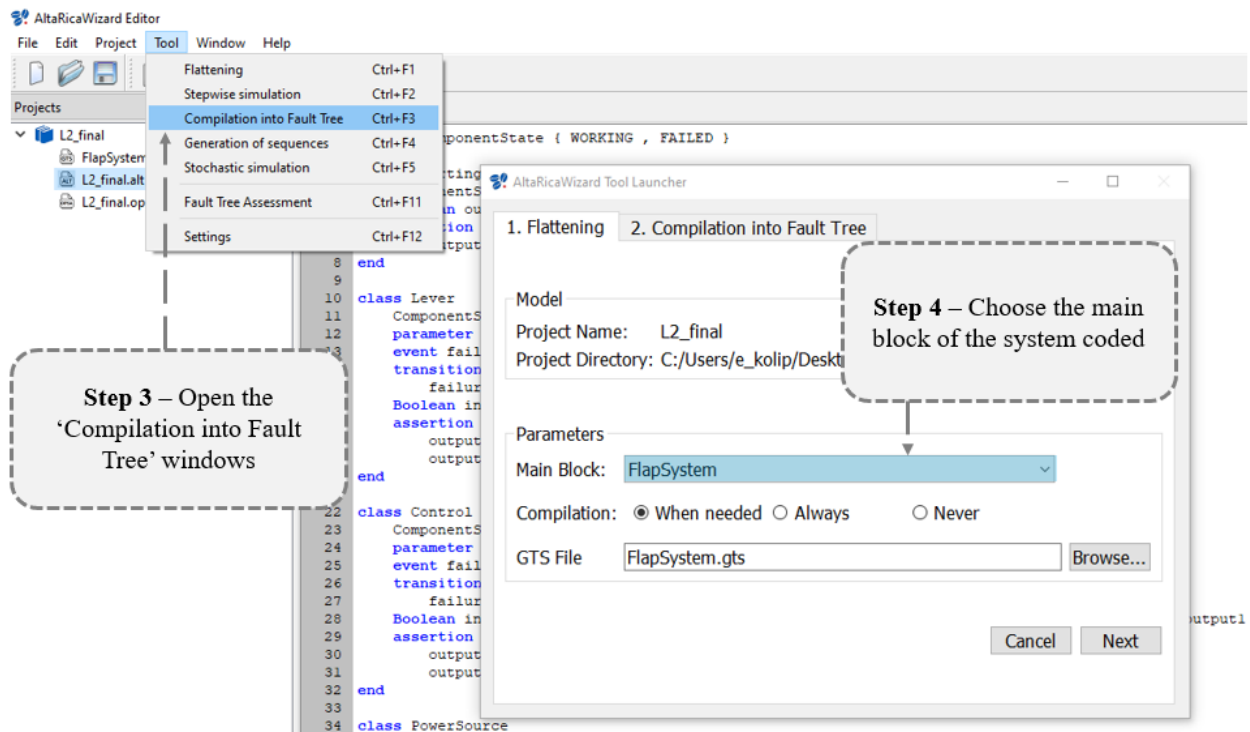 AltaRicaWizard Editor
File Edit Project Tool Window Help
Flattening Ctrl+F1
Stepwise simulation Ctrl+F2
Compilation into Fault Tree Ctrl+F3
Generation of sequences Ctrl+F4
Stochastic simulation Ctrl+F5
Fault Tree Assessment Ctrl+F11
Settings Ctrl+F12
Projects
L2_final
FlapSystem
L2_final.alt
L2_final.op
ponentState { WORKING , FAILED }
8 end
9
10 class Lever
11 ComponentS
12 parameter
13 event fail
transition
failur
Boolean in
assertion
output
output
end
22 class Control
23 ComponentS
24 parameter
25 event fail
26 transition
27 failur
28 Boolean in
29 assertion
30 output
31 output
32 end
33
34 class PowerSource
output1
AltaRicaWizard Tool Launcher
1. Flattening 2. Compilation into Fault Tree
Model
Project Name: L2_final
Project Directory: C:/Users/e_kolip/Deskt
Parameters
Main Block: FlapSystem
Compilation: When needed Always Never
GTS File FlapSystem.gts Browse...
Cancel Next
Step 3 – Open the
‘Compilation into Fault
Tree’ windows
Step 4 – Choose the main
block of the system coded